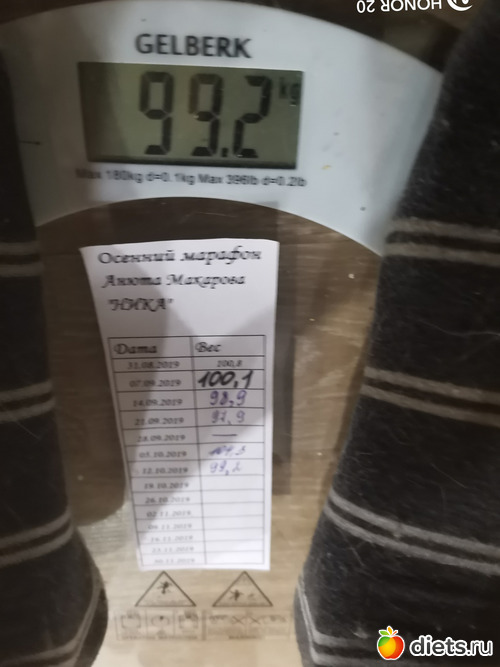 HONOR 20
GELBERK
99.2 kg
Max 180kg d=0.1kg Max 396lb d=0.2lb
Осенний марафон
Анюта Макарова
"НИКА"
Дата Вес
31.08.2019 100,8
07.09.2019 100,1
14.09.2019 98,9
21.09.2019 97,9
28.09.2019 —
05.10.2019
12.10.2019 99,2
19.10.2019
26.10.2019
02.11.2019
09.11.2019
16.11.2019
23.11.2019
30.11.2019
diets.ru